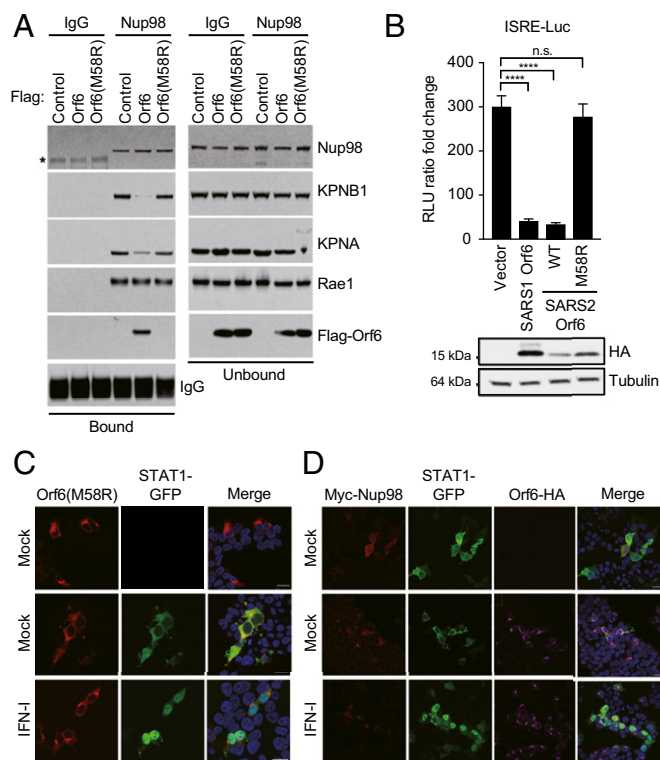 A
IgG Nup98 IgG Nup98
Flag: Control Orf6 Orf6(M58R) Control Orf6 Orf6(M58R) Control Orf6 Orf6(M58R) Control Orf6 Orf6(M58R)
*
Nup98
KPNB1
KPNA
Rae1
Flag-Orf6
IgG
Unbound
Bound
B
ISRE-Luc
n.s.
****
****
RLU ratio fold change
400
300
200
100
0
Vector SARS1 Orf6 WT M58R
SARS2
Orf6
15 kDa HA
64 kDa Tubulin
C
STAT1-
Orf6(M58R) GFP Merge
Mock
Mock
IFN-I
D
STAT1-
Myc-Nup98 GFP Orf6-HA Merge
Mock
Mock
IFN-I